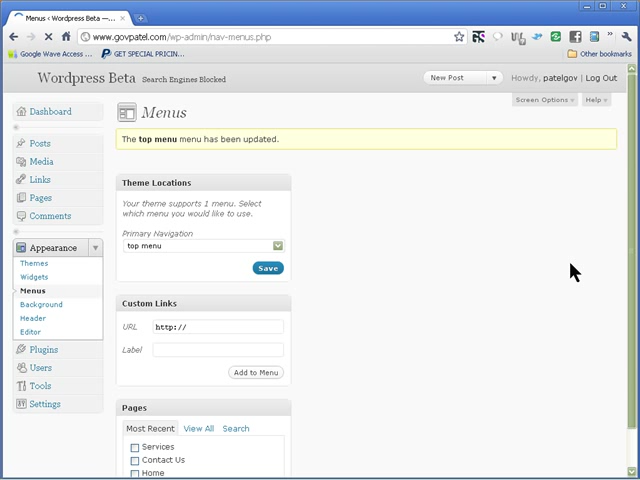 Menus ‹ Wordpress Beta —...
www.govpatel.com/wp-admin/nav-menus.php
Google Wave Access ...
GET SPECIAL PRICIN...
Other bookmarks
Wordpress Beta
Search Engines Blocked
New Post
Howdy, patelgov | Log Out
Screen Options
Help
Dashboard
Posts
Media
Links
Pages
Comments
Appearance
Themes
Widgets
Menus
Background
Header
Editor
Plugins
Users
Tools
Settings
Menus
The top menu menu has been updated.
Theme Locations
Your theme supports 1 menu. Select
which menu you would like to use.
Primary Navigation
top menu
Save
Custom Links
URL
http://
Label
Add to Menu
Pages
Most Recent
View All
Search
Services
Contact Us
Home